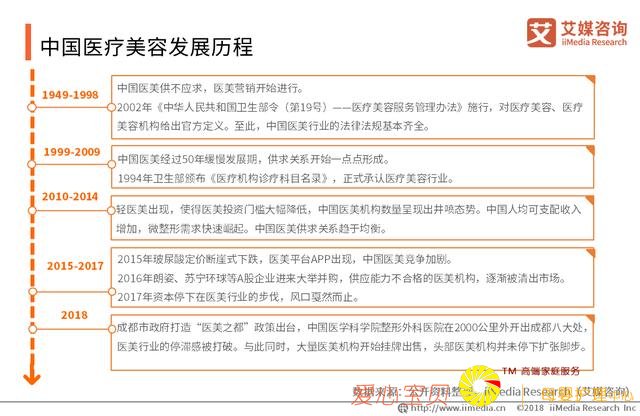 中国医疗美容发展历程
艾媒咨询
iiMedia Research
1949-1998
中国医美供不应求，医美营销开始进行。
2002年《中华人民共和国卫生部令（第19号）——医疗美容服务管理办法》施行，对医疗美容、医疗
美容机构给出官方定义。至此，中国医美行业的法律法规基本齐全。
1999-2009
中国医美经过50年缓慢发展期，供求关系开始一点点形成。
1994年卫生部颁布《医疗机构诊疗科目名录》，正式承认医疗美容行业。
2010-2014
轻医美出现，使得医美投资门槛大幅降低，中国医美机构数量呈现出井喷态势。中国人均可支配收入
增加，微整形需求快速崛起。中国医美供求关系趋于均衡。
2015-2017
2015年玻尿酸定价断崖式下跌，医美平台APP出现，中国医美竞争加剧。
2016年朗姿、苏宁环球等A股企业进来大举并购，供应能力不合格的医美机构，逐渐被清出市场。
2017年资本停下在医美行业的步伐，风口戛然而止。
2018
成都市政府打造“医美之都”政策出台，中国医学科学院整形外科医院在2000公里外开出成都八大处，
医美行业的停滞感被打破。与此同时，大量医美机构开始挂牌出售，头部医美机构并未停下扩张脚步。
TM 高端家庭服务
数据来源：公开资料整理，iiMedia Research（艾媒咨询）
爱心宝贝
母婴护理中心
http://www.iimedia.cn ©2018 iiMedia Research